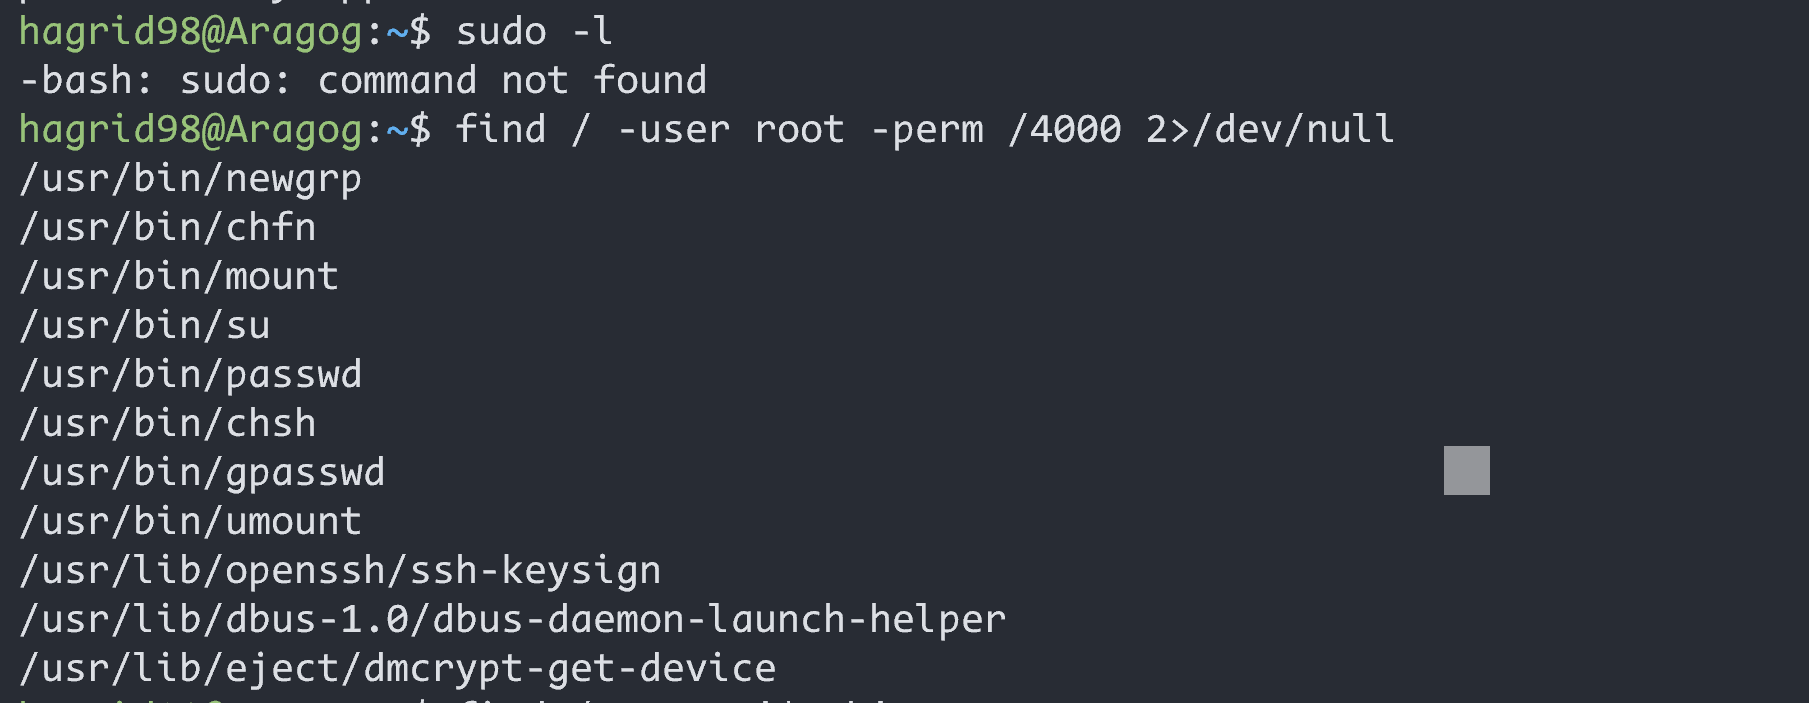 hagrid98@Aragog:~$ sudo -l
-bash: sudo: command not found
hagrid98@Aragog:~$ find / -user root -perm /4000 2>/dev/null
/usr/bin/newgrp
/usr/bin/chfn
/usr/bin/mount
/usr/bin/su
/usr/bin/passwd
/usr/bin/chsh
/usr/bin/gpasswd
/usr/bin/umount
/usr/lib/openssh/ssh-keysign
/usr/lib/dbus-1.0/dbus-daemon-launch-helper
/usr/lib/eject/dmcrypt-get-device